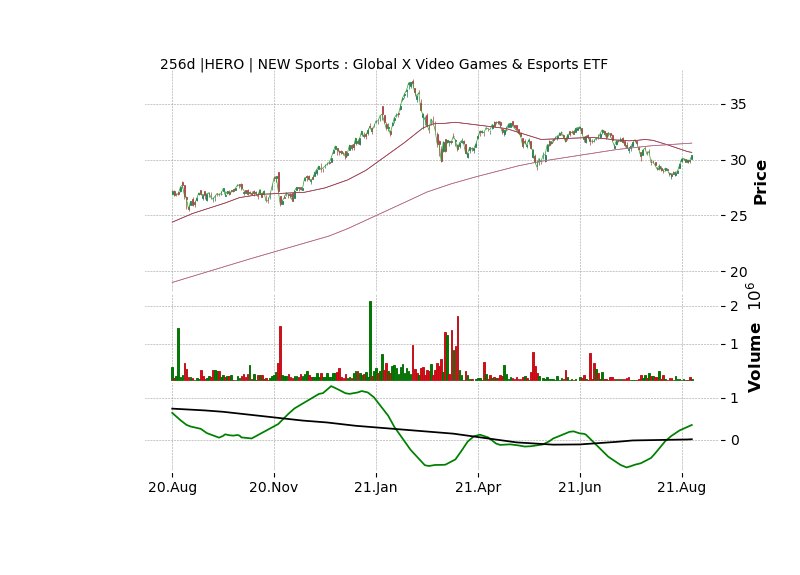 256d |HERO | NEW Sports : Global X Video Games & Esports ETF
35
30
25
20
Price
2
1
Volume 10^6
1
0
20.Aug 20.Nov 21.Jan 21.Apr 21.Jun 21.Aug